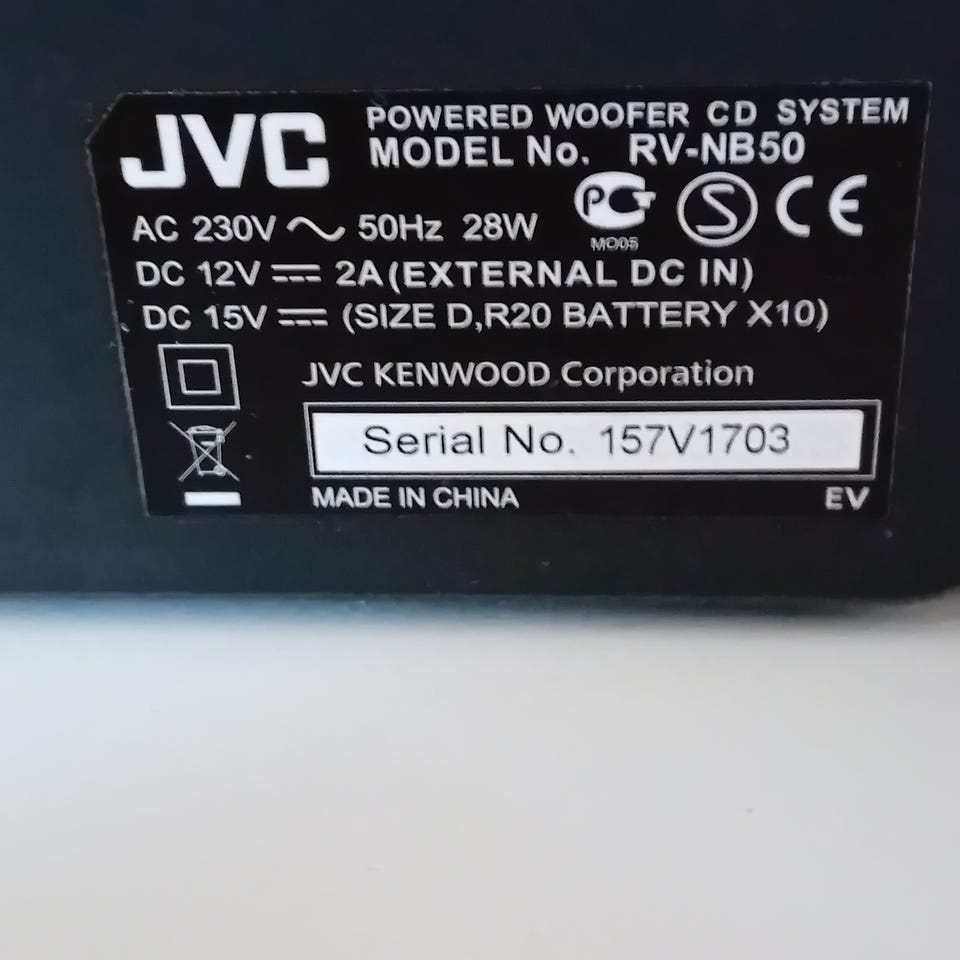 JVC
POWERED WOOFER CD SYSTEM
MODEL No. RV-NB50
AC 230V ~ 50Hz 28W
MO05
DC 12V ⎓ 2A(EXTERNAL DC IN)
DC 15V ⎓ (SIZE D,R20 BATTERY X10)
JVC KENWOOD Corporation
Serial No. 157V1703
MADE IN CHINA
EV